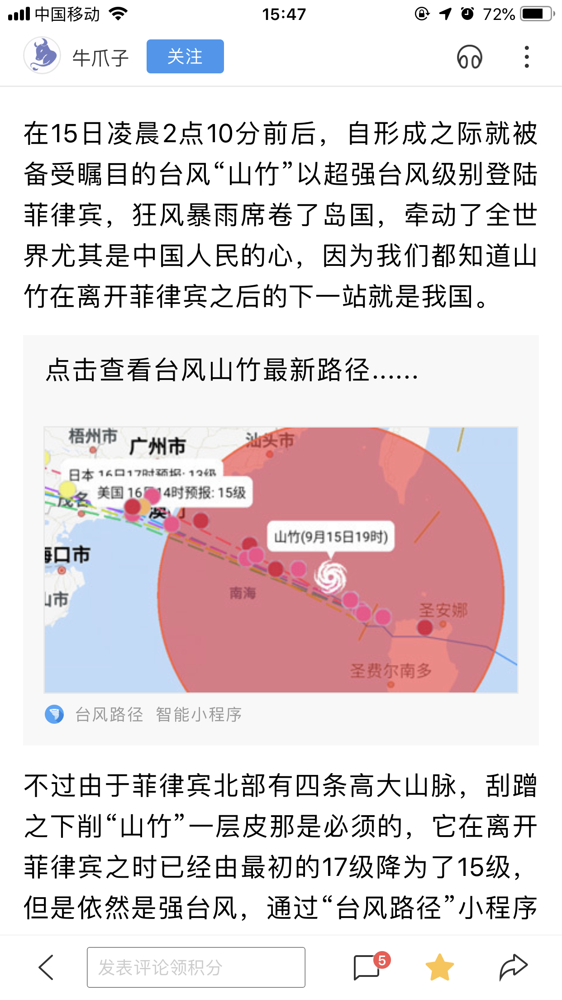 中国移动
15:47
72%
牛爪子
关注
在15日凌晨2点10分前后，自形成之际就被
备受瞩目的台风“山竹”以超强台风级别登陆
菲律宾，狂风暴雨席卷了岛国，牵动了全世
界尤其是中国人民的心，因为我们都知道山
竹在离开菲律宾之后的下一站就是我国。
点击查看台风山竹最新路径……
梧州市
广州市
汕头市
日本 16日17时预报: 13级
美国 16日14时预报: 15级
茂名
澳门
山竹(9月15日19时)
海口市
南海
山市
圣安娜
圣费尔南多
台风路径 智能小程序
不过由于菲律宾北部有四条高大山脉，刮蹭
之下削“山竹”一层皮那是必须的，它在离开
菲律宾之时已经由最初的17级降为了15级，
但是依然是强台风，通过“台风路径”小程序
发表评论领积分
5